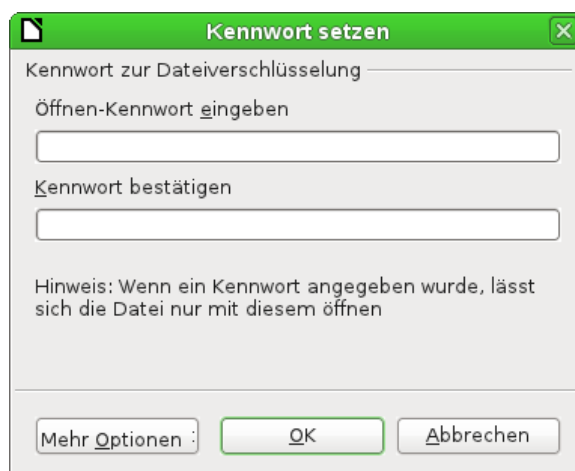 Kennwort setzen
Kennwort zur Dateiverschlüsselung
Öffnen-Kennwort eingeben
Kennwort bestätigen
Hinweis: Wenn ein Kennwort angegeben wurde, lässt
sich die Datei nur mit diesem öffnen
Mehr Optionen :
OK
Abbrechen